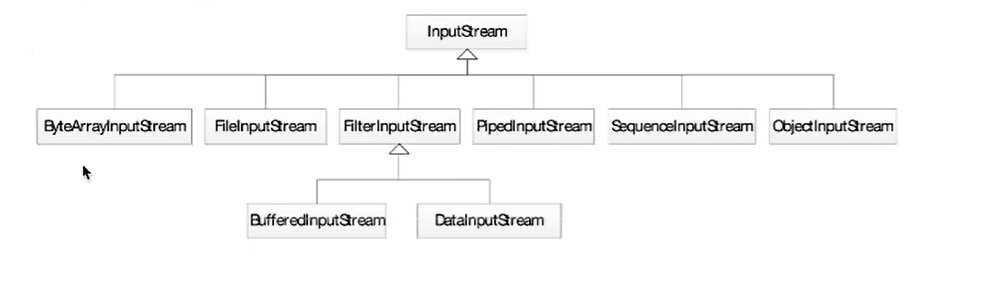 InputStream
ByteArrayInputStream
FileInputStream
FilterInputStream
PipedInputStream
SequenceInputStream
ObjectInputStream
BufferedInputStream
DataInputStream